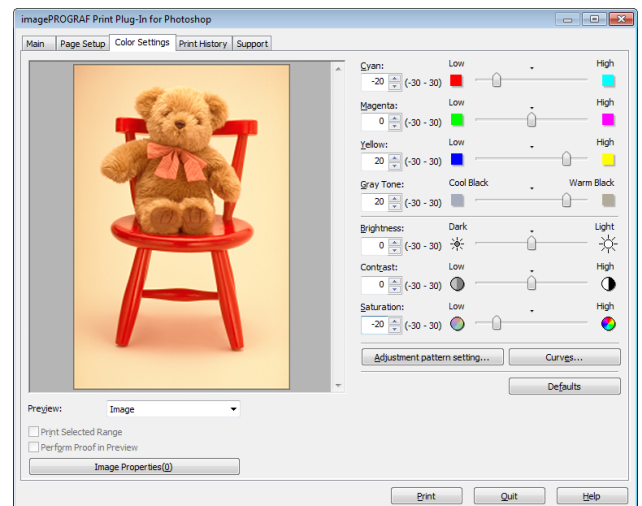 imagePROGRAF Print Plug-In for Photoshop
Main Page Setup Color Settings Print History Support
Cyan: Low High
-20 (-30 - 30)
Magenta: Low High
0 (-30 - 30)
Yellow: Low High
20 (-30 - 30)
Gray Tone: Cool Black Warm Black
20 (-30 - 30)
Brightness: Dark Light
0 (-30 - 30)
Contrast: Low High
0 (-30 - 30)
Saturation: Low High
-20 (-30 - 30)
Adjustment pattern setting... Curves...
Defaults
Preview: Image
Print Selected Range
Perform Proof in Preview
Image Properties(0)
Print Quit Help